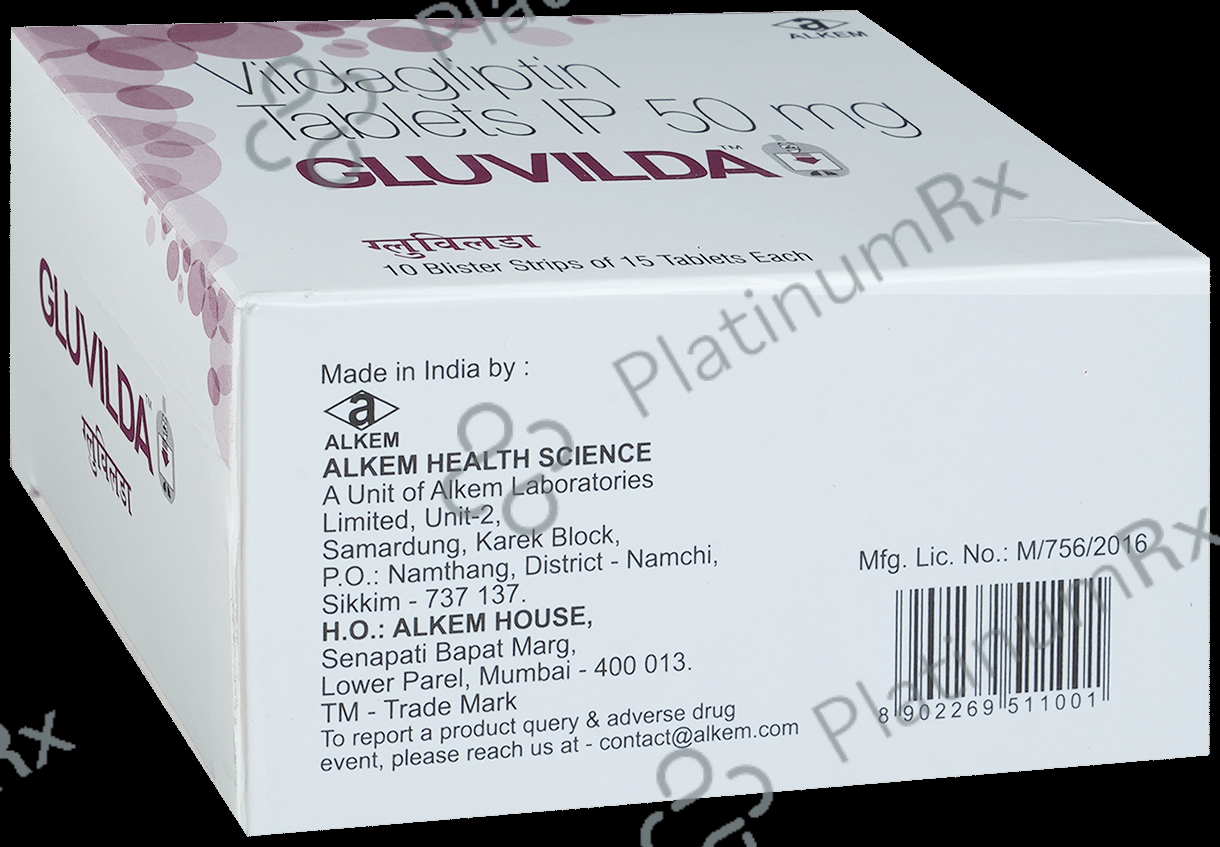 ALKEM
Vildagliptin
Tablets IP 50 mg
GLUVILDA™
ग्लुविलडा
10 Blister Strips of 15 Tablets Each
GLUVILDA™
ग्लुविलडा
Made in India by :
ALKEM
ALKEM HEALTH SCIENCE
A Unit of Alkem Laboratories
Limited, Unit-2,
Samardung, Karek Block,
P.O.: Namthang, District - Namchi,
Sikkim - 737 137.
H.O.: ALKEM HOUSE,
Senapati Bapat Marg,
Lower Parel, Mumbai - 400 013.
TM - Trade Mark
To report a product query & adverse drug
event, please reach us at - contact@alkem.com
Mfg. Lic. No.: M/756/2016
8 902269 511001
PlatinumRx
PlatinumRx
Rx